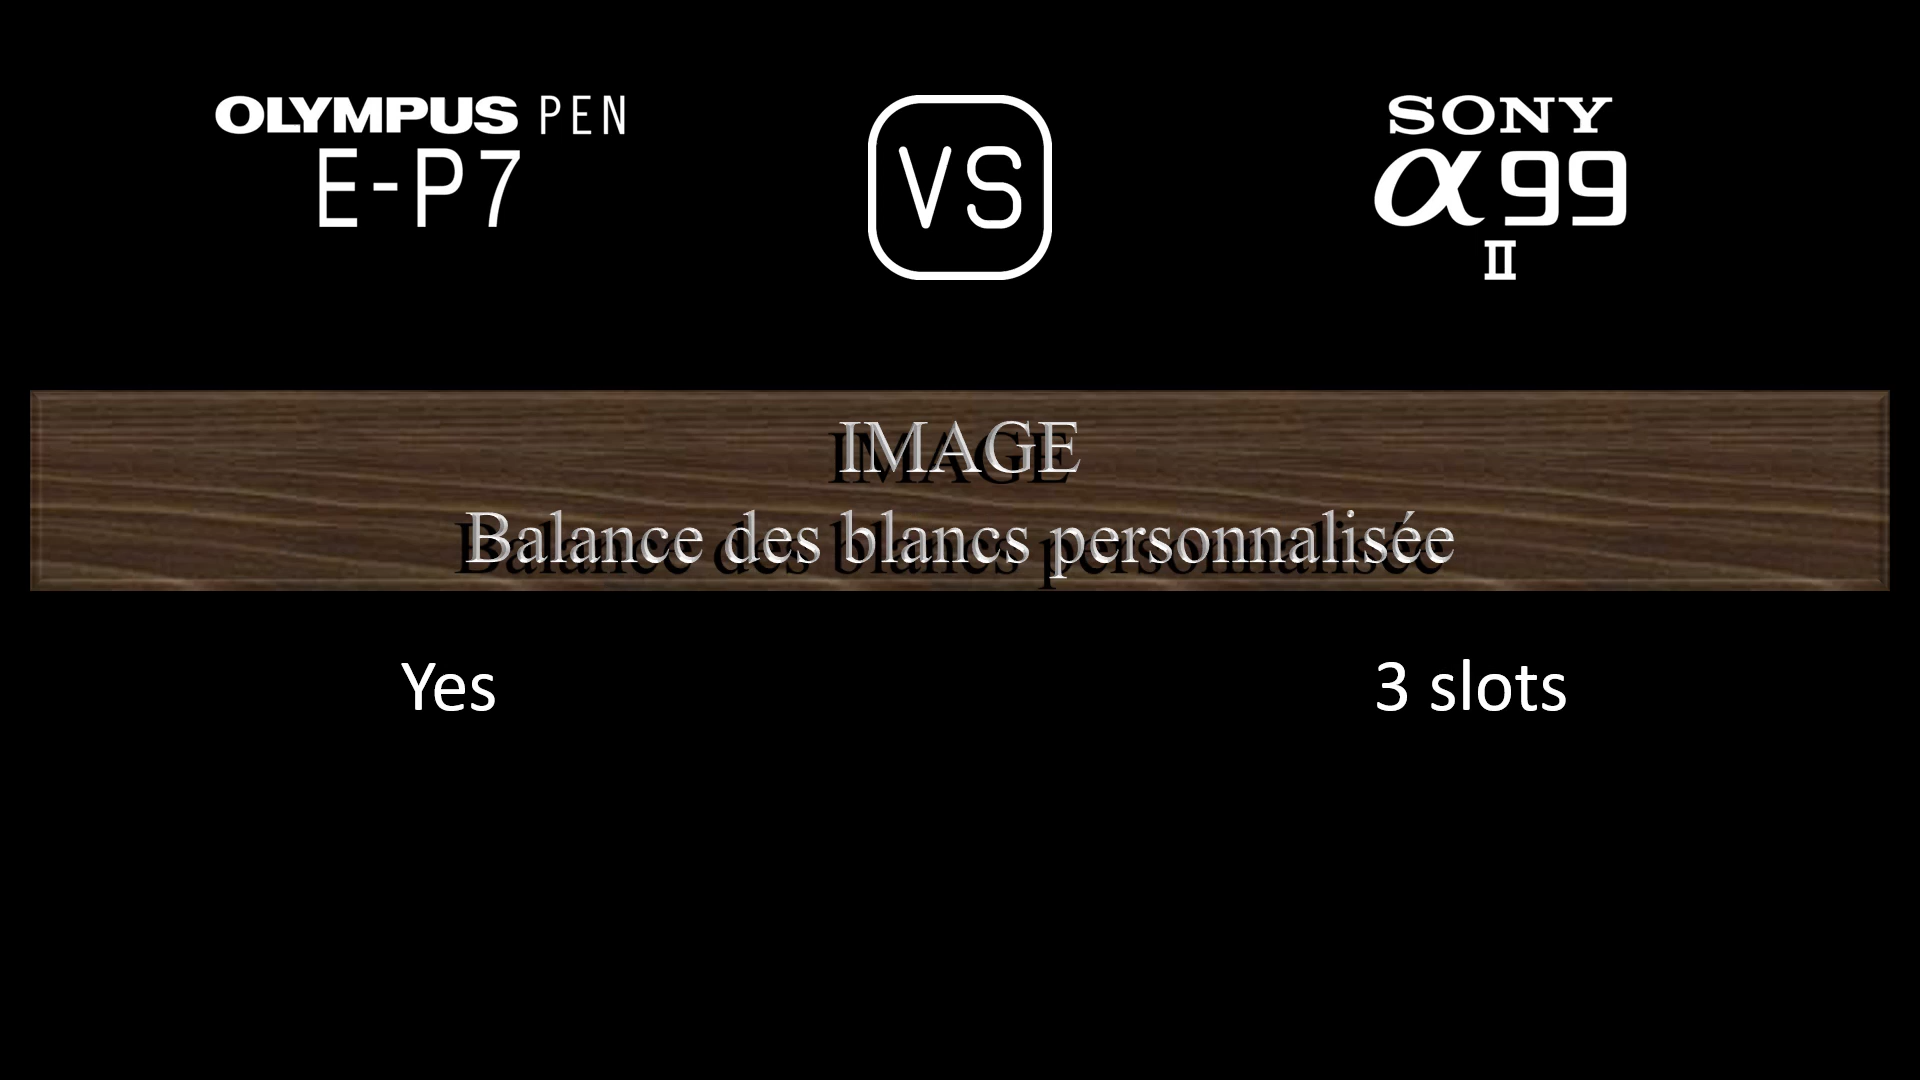 OLYMPUS PEN
E-P7
VS
SONY
α99
II
IMAGE
Balance des blancs personnalisée
Yes
3 slots